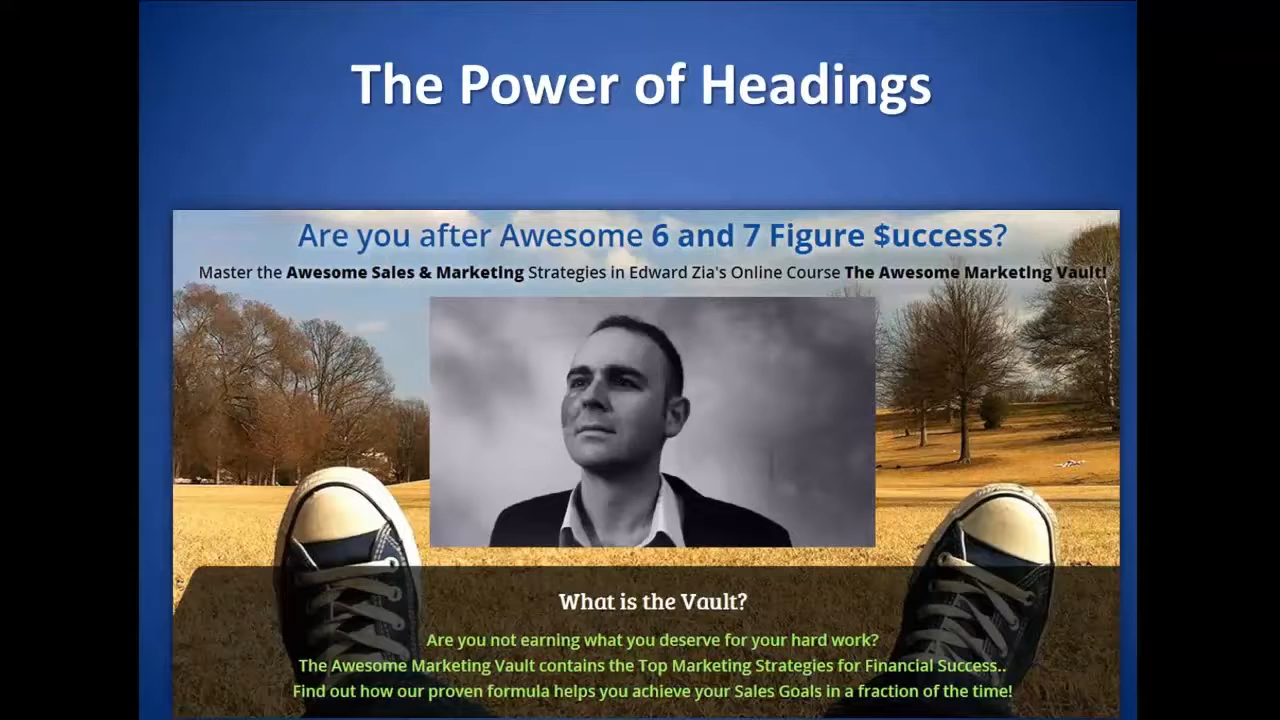 The Power of Headings
Are you after Awesome 6 and 7 Figure $uccess?
Master the Awesome Sales & Marketing Strategies in Edward Zia's Online Course The Awesome Marketing Vault!
What is the Vault?
Are you not earning what you deserve for your hard work?
The Awesome Marketing Vault contains the Top Marketing Strategies for Financial Success..
Find out how our proven formula helps you achieve your Sales Goals in a fraction of the time!